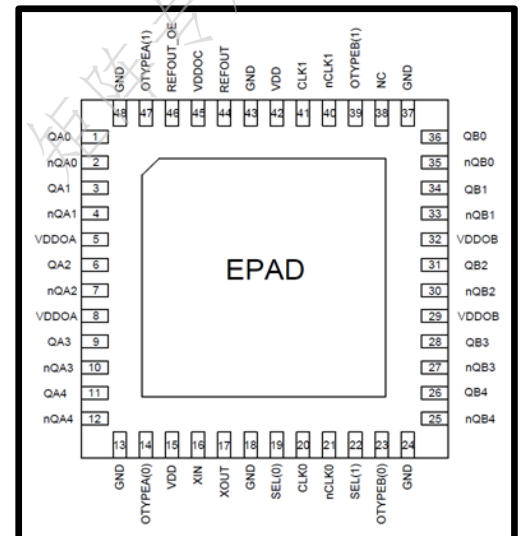 GND
OTYPEA(1)
REFOUT_OE
VDDOC
REFOUT
GND
VDD
CLK1
nCLK1
OTYPEB(1)
NC
GND
48 47 46 45 44 43 42 41 40 39 38 37
QA0 1 36 QB0
nQA0 2 35 nQB0
QA1 3 34 QB1
nQA1 4 33 nQB1
VDDOA 5 32 VDDOB
QA2 6 31 QB2
nQA2 7 30 nQB2
VDDOA 8 29 VDDOB
QA3 9 28 QB3
nQA3 10 27 nQB3
QA4 11 26 QB4
nQA4 12 25 nQB4
EPAD
13 14 15 16 17 18 19 20 21 22 23 24
GND
OTYPEA(0)
VDD
XIN
XOUT
GND
SEL(0)
CLK0
nCLK0
SEL(1)
OTYPEB(0)
GND
矩阵专